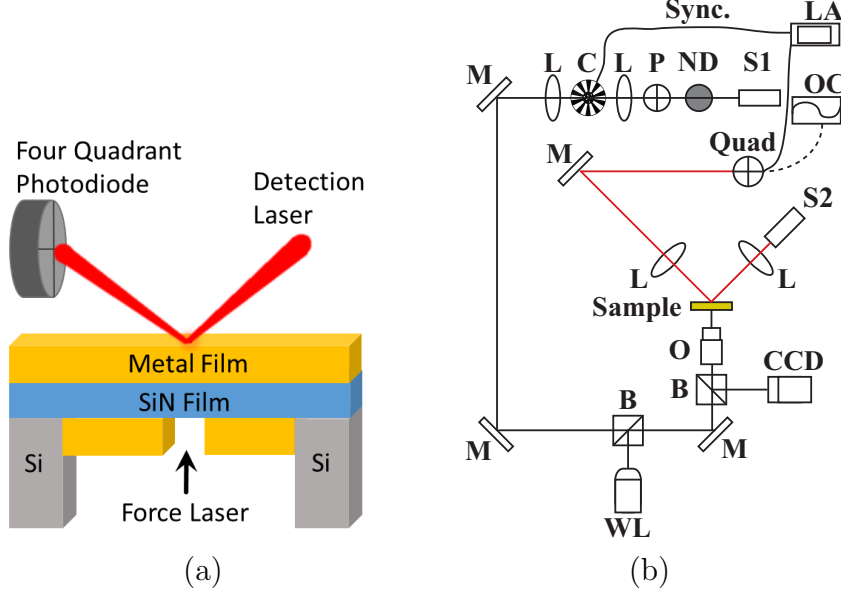 Four Quadrant
Photodiode
Detection
Laser
Metal Film
SiN Film
Si
Si
Force Laser
(a)
Sync.
LA
M
L
C
L
P
ND
S1
OC
M
Quad
S2
L
L
Sample
O
CCD
B
B
M
M
WL
(b)